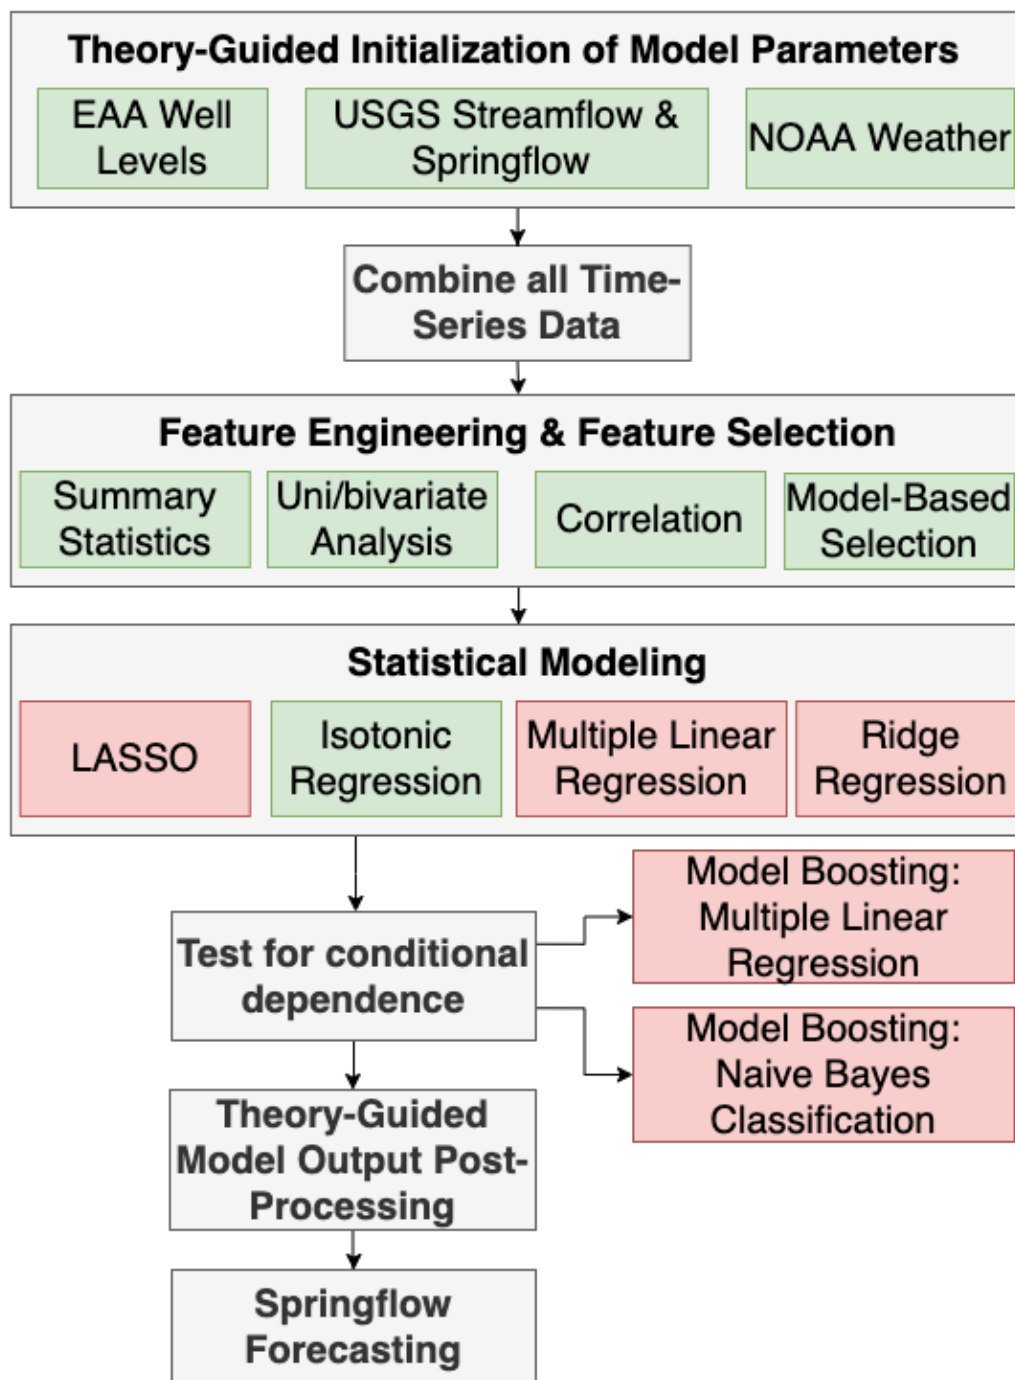 Theory-Guided Initialization of Model Parameters
EAA Well
Levels
USGS Streamflow &
Springflow
NOAA Weather
Combine all Time-
Series Data
Feature Engineering & Feature Selection
Summary
Statistics
Uni/bivariate
Analysis
Correlation
Model-Based
Selection
Statistical Modeling
LASSO
Isotonic
Regression
Multiple Linear
Regression
Ridge
Regression
Model Boosting:
Multiple Linear
Regression
Test for conditional
dependence
Model Boosting:
Naive Bayes
Classification
Theory-Guided
Model Output Post-
Processing
Springflow
Forecasting